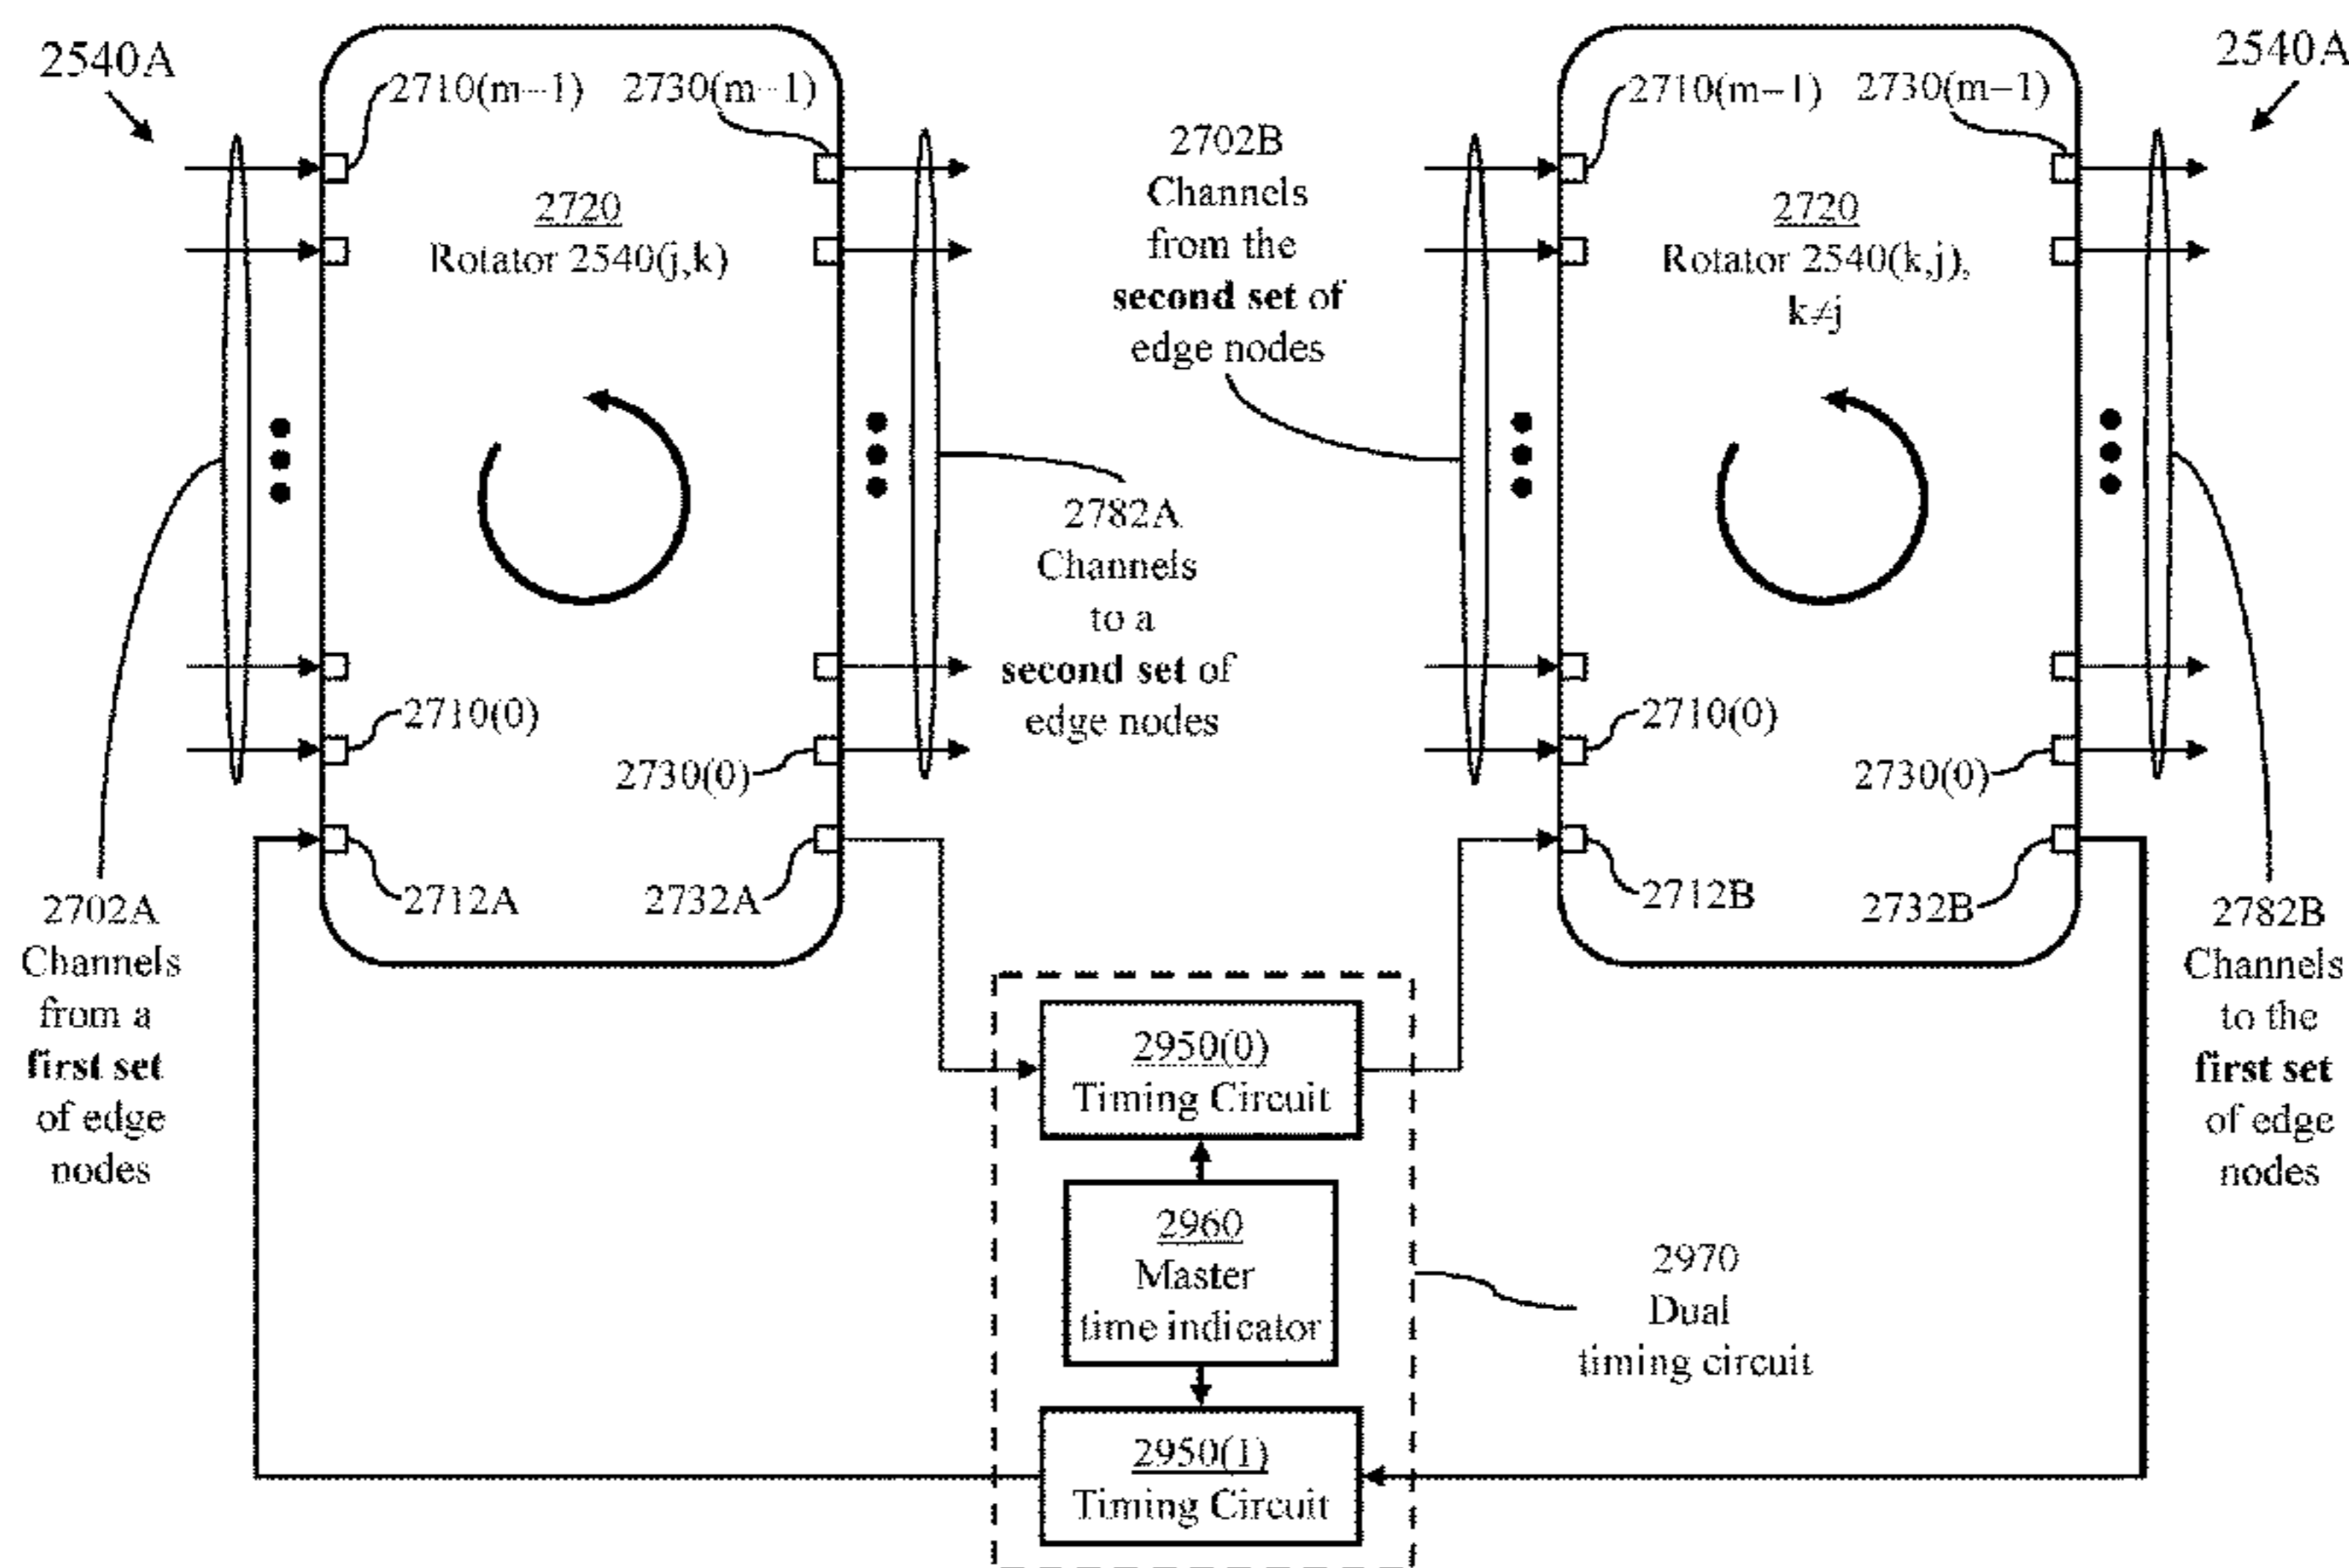 2540A
2710(m−1)
2730(m−1)
2720
Rotator 2540(j,k)
2702A
Channels
from a
first set
of edge
nodes
2710(0)
2730(0)
2712A
2732A
2782A
Channels
to a
second set of
edge nodes
2702B
Channels
from the
second set of
edge nodes
2540A
2710(m−1)
2730(m−1)
2720
Rotator 2540(k,j),
k≠j
2710(0)
2730(0)
2712B
2732B
2782B
Channels
to the
first set
of edge
nodes
2950(0)
Timing Circuit
2960
Master
time indicator
2950(1)
Timing Circuit
2970
Dual
timing circuit